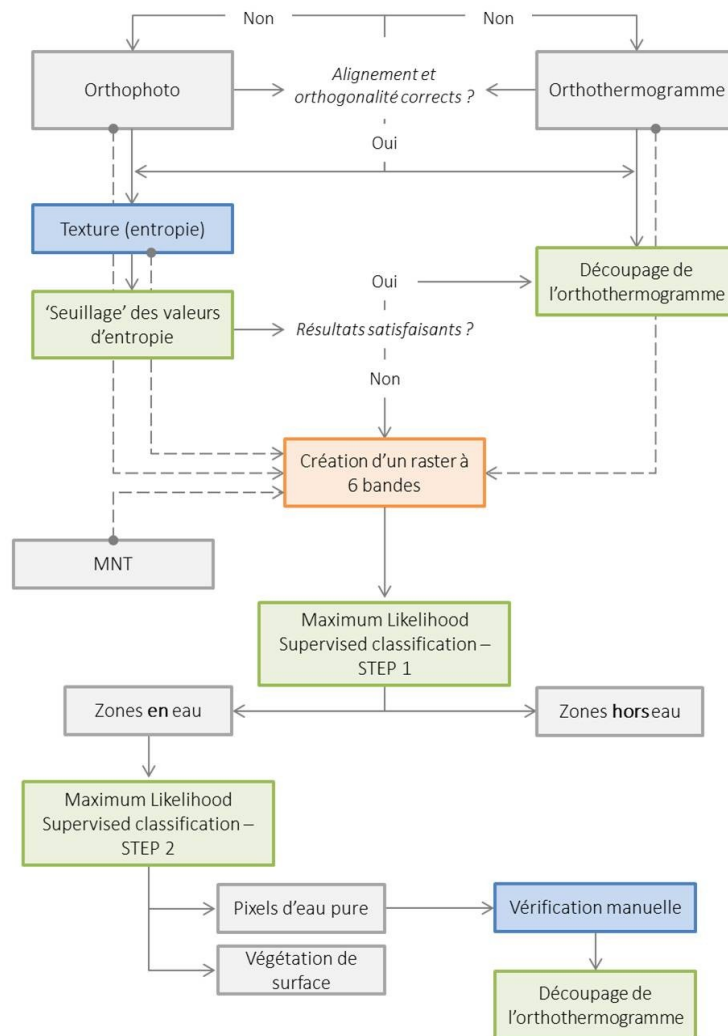 Non
Non
Orthophoto
Alignement et
orthogonalité corrects ?
Orthothermogramme
Oui
Texture (entropie)
Oui
Découpage de
l'orthothermogramme
'Seuillage' des valeurs
d'entropie
Résultats satisfaisants ?
Non
Création d'un raster à
6 bandes
MNT
Maximum Likelihood
Supervised classification –
STEP 1
Zones en eau
Zones hors eau
Maximum Likelihood
Supervised classification –
STEP 2
Pixels d'eau pure
Vérification manuelle
Végétation de
surface
Découpage de
l'orthothermogramme